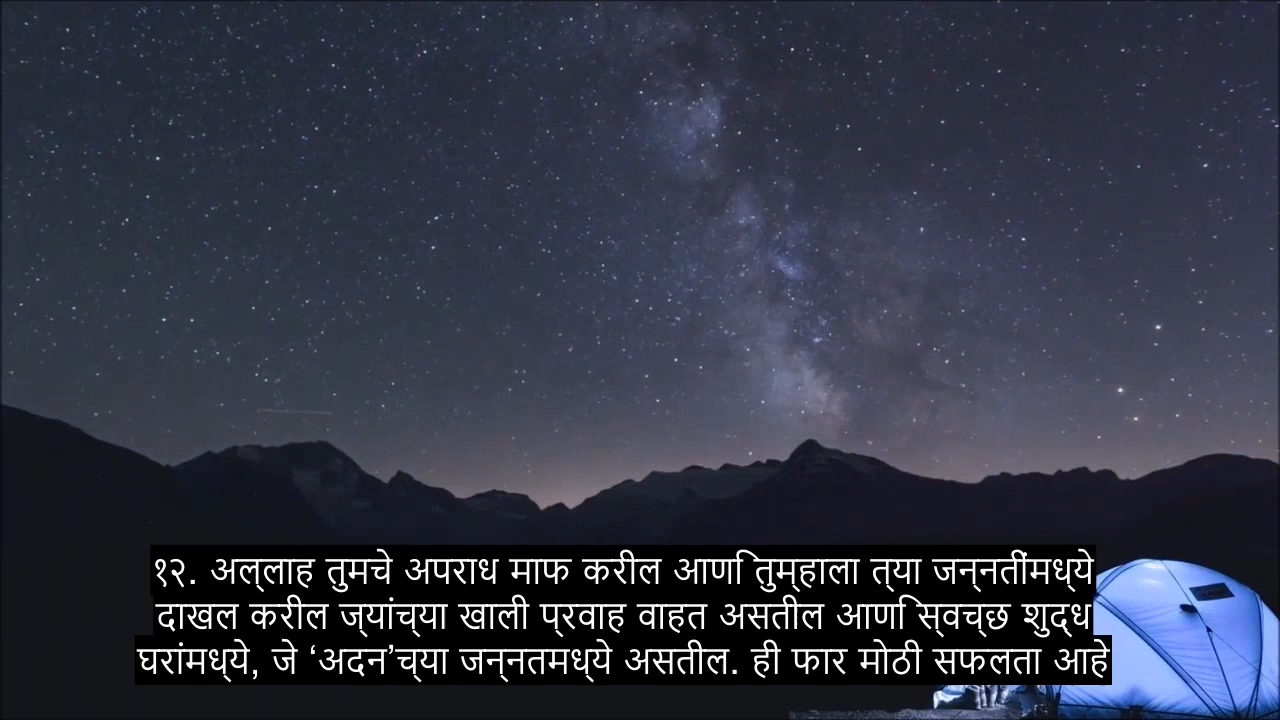 १२. अल्लाह तुमचे अपराध माफ करील आणि तुम्हाला त्या जन्नतींमध्ये
दाखल करील ज्यांच्या खाली प्रवाह वाहत असतील आणि स्वच्छ शुद्ध
घरांमध्ये, जे ‘अदन’च्या जन्नतमध्ये असतील. ही फार मोठी सफलता आहे